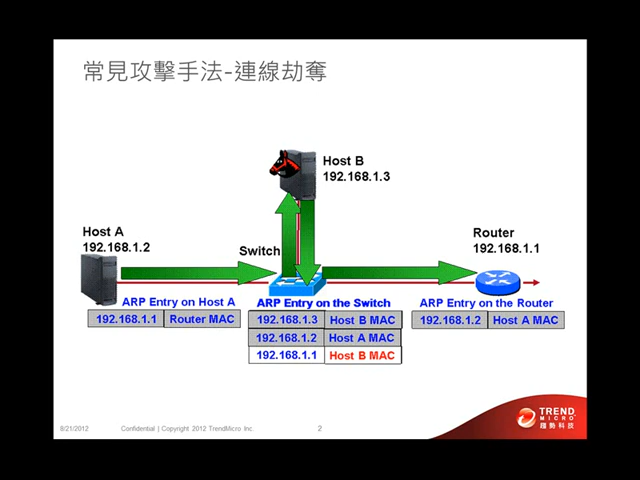 常見攻擊手法-連線劫奪
Host B
192.168.1.3
Host A
192.168.1.2
Switch
Router
192.168.1.1
ARP Entry on Host A
192.168.1.1 Router MAC
ARP Entry on the Switch
192.168.1.3 Host B MAC
192.168.1.2 Host A MAC
192.168.1.1 Host B MAC
ARP Entry on the Router
192.168.1.2 Host A MAC
8/21/2012
Confidential | Copyright 2012 TrendMicro Inc.
2
TREND
MICRO
趨勢科技